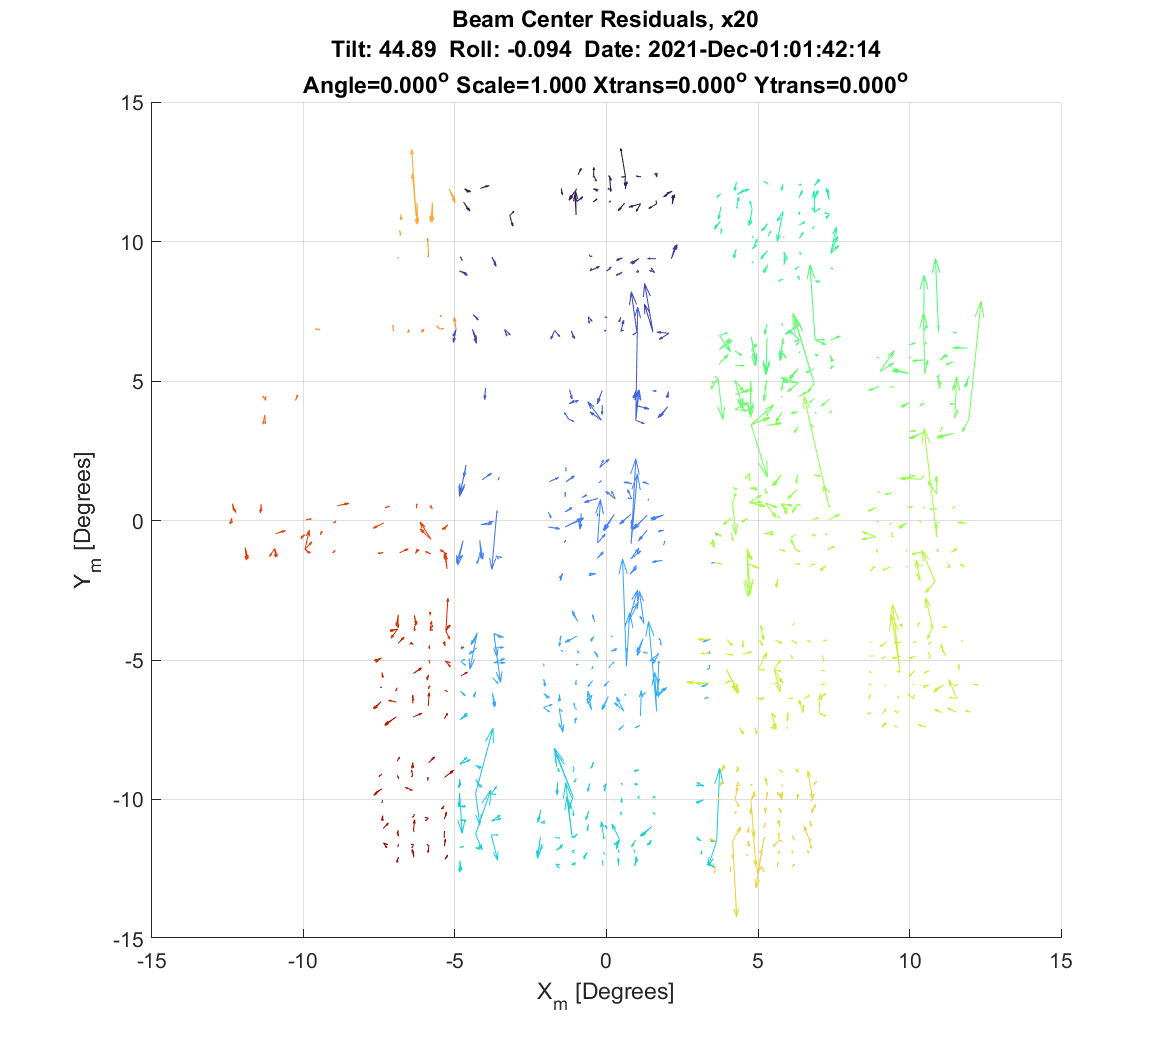 Beam Center Residuals, x20
Tilt: 44.89 Roll: -0.094 Date: 2021-Dec-01:01:42:14
Angle=0.000° Scale=1.000 Xtrans=0.000° Ytrans=0.000°
15
10
5
0
-5
-10
-15
Y_m [Degrees]
-15 -10 -5 0 5 10 15
X_m [Degrees]